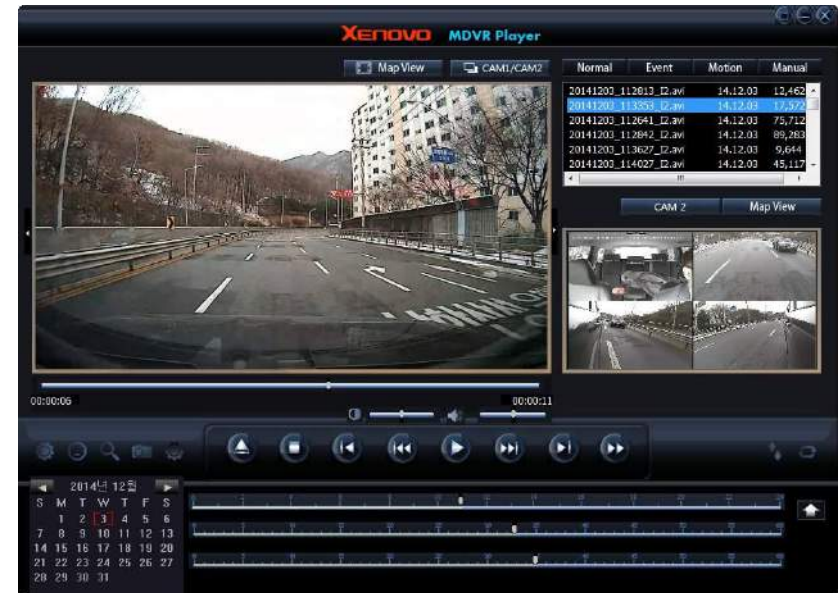 XENOVO MDVR Player
Map View CAM1/CAM2
Normal Event Motion Manual
20141203_112813_I2.avi 14.12.03 12,462
20141203_113353_I2.avi 14.12.03 17,572
20141203_112641_I2.avi 14.12.03 75,712
20141203_112842_I2.avi 14.12.03 89,283
20141203_113627_I2.avi 14.12.03 9,644
20141203_114027_I2.avi 14.12.03 45,117
CAM 2 Map View
00:00:06 00:00:11
2014년 12월
S M T W T F S
1 2 3 4 5 6
7 8 9 10 11 12 13
14 15 16 17 18 19 20
21 22 23 24 25 26 27
28 29 30 31